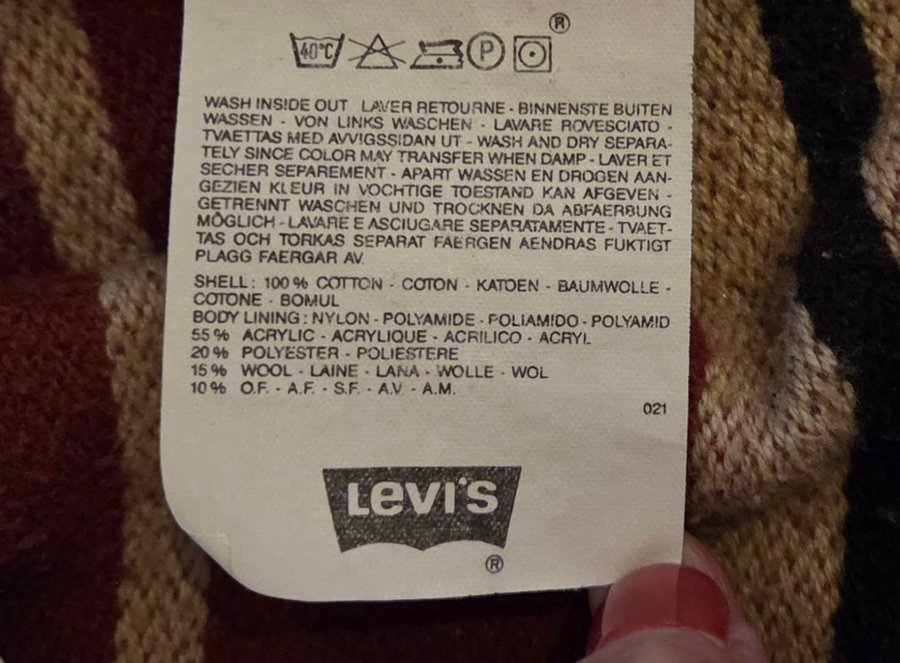 40°C P ®
WASH INSIDE OUT LAVER RETOURNE - BINNENSTE BUITEN
WASSEN - VON LINKS WASCHEN - LAVARE ROVESCIATO -
TVAETTAS MED AVVIGSSIDAN UT - WASH AND DRY SEPARA-
TELY SINCE COLOR MAY TRANSFER WHEN DAMP - LAVER ET
SECHER SEPAREMENT - APART WASSEN EN DROGEN AAN-
GEZIEN KLEUR IN VOCHTIGE TOESTAND KAN AFGEVEN -
GETRENNT WASCHEN UND TROCKNEN DA ABFAERBUNG
MÖGLICH - LAVARE E ASCIUGARE SEPARATAMENTE - TVAET-
TAS OCH TORKAS SEPARAT FAERGEN AENDRAS FUKTIGT
PLAGG FAERGAR AV.
SHELL: 100 % COTTON - COTON - KATOEN - BAUMWOLLE -
COTONE - BOMUL
BODY LINING : NYLON - POLYAMIDE - POLIAMIDO - POLYAMID
55 % ACRYLIC - ACRYLIQUE - ACRILICO - ACRYL
20 % POLYESTER - POLIESTERE
15 % WOOL - LAINE - LANA - WOLLE - WOL
10 % O.F. - A.F. - S.F. - A.V. - A.M.
021
LEVI'S
®